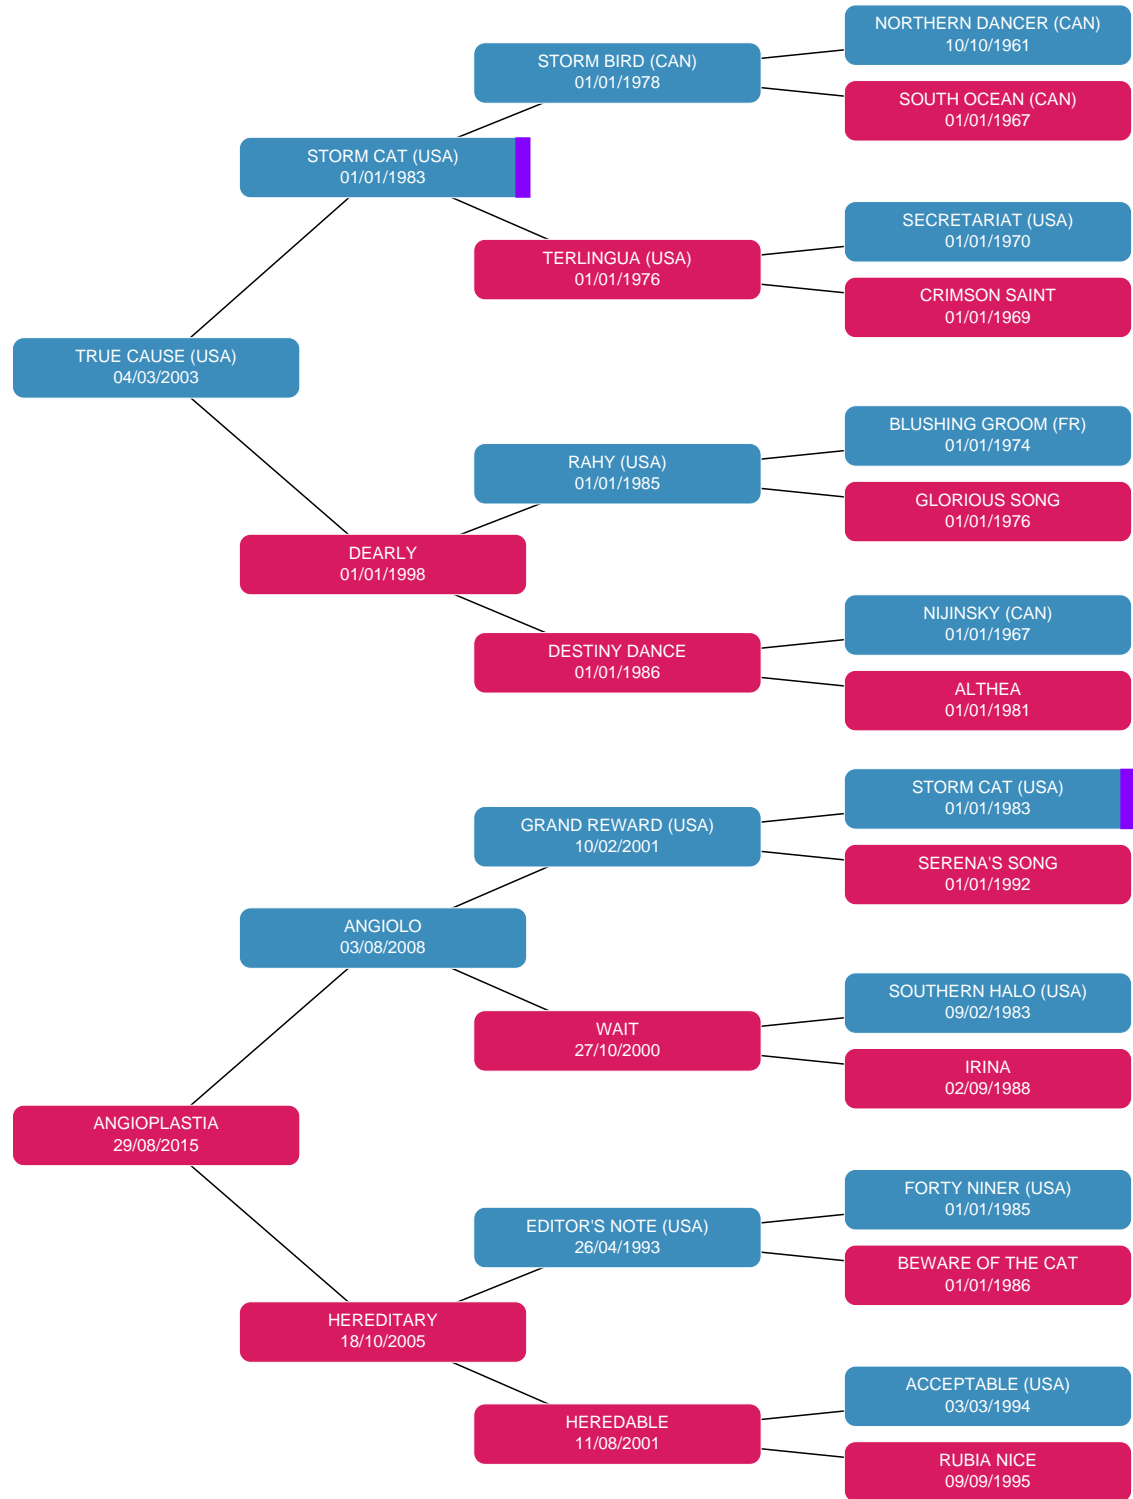 NORTHERN DANCER (CAN)
10/10/1961
STORM BIRD (CAN)
01/01/1978
SOUTH OCEAN (CAN)
01/01/1967
STORM CAT (USA)
01/01/1983
SECRETARIAT (USA)
01/01/1970
TERLINGUA (USA)
01/01/1976
CRIMSON SAINT
01/01/1969
TRUE CAUSE (USA)
04/03/2003
BLUSHING GROOM (FR)
01/01/1974
RAHY (USA)
01/01/1985
GLORIOUS SONG
01/01/1976
DEARLY
01/01/1998
NIJINSKY (CAN)
01/01/1967
DESTINY DANCE
01/01/1986
ALTHEA
01/01/1981
STORM CAT (USA)
01/01/1983
GRAND REWARD (USA)
10/02/2001
SERENA'S SONG
01/01/1992
ANGIOLO
03/08/2008
SOUTHERN HALO (USA)
09/02/1983
WAIT
27/10/2000
IRINA
02/09/1988
ANGIOPLASTIA
29/08/2015
FORTY NINER (USA)
01/01/1985
EDITOR'S NOTE (USA)
26/04/1993
BEWARE OF THE CAT
01/01/1986
HEREDITARY
18/10/2005
ACCEPTABLE (USA)
03/03/1994
HEREDABLE
11/08/2001
RUBIA NICE
09/09/1995